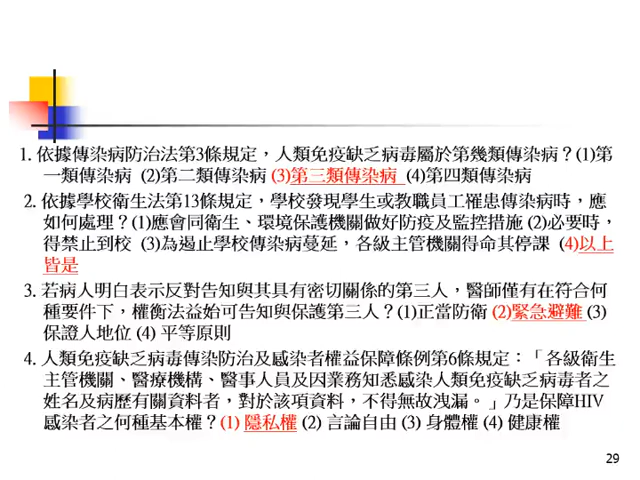 1. 依據傳染病防治法第3條規定，人類免疫缺乏病毒屬於第幾類傳染病？(1)第
一類傳染病 (2)第二類傳染病 (3)第三類傳染病 (4)第四類傳染病
2. 依據學校衛生法第13條規定，學校發現學生或教職員工罹患傳染病時，應
如何處理？(1)應會同衛生、環境保護機關做好防疫及監控措施 (2)必要時，
得禁止到校 (3)為遏止學校傳染病蔓延，各級主管機關得命其停課 (4)以上
皆是
3. 若病人明白表示反對告知與其具有密切關係的第三人，醫師僅有在符合何
種要件下，權衡法益始可告知與保護第三人？(1)正當防衛 (2)緊急避難 (3)
保證人地位 (4) 平等原則
4. 人類免疫缺乏病毒傳染防治及感染者權益保障條例第6條規定：「各級衛生
主管機關、醫療機構、醫事人員及因業務知悉感染人類免疫缺乏病毒者之
姓名及病歷有關資料者，對於該項資料，不得無故洩漏。」乃是保障HIV
感染者之何種基本權？(1) 隱私權 (2) 言論自由 (3) 身體權 (4) 健康權
29